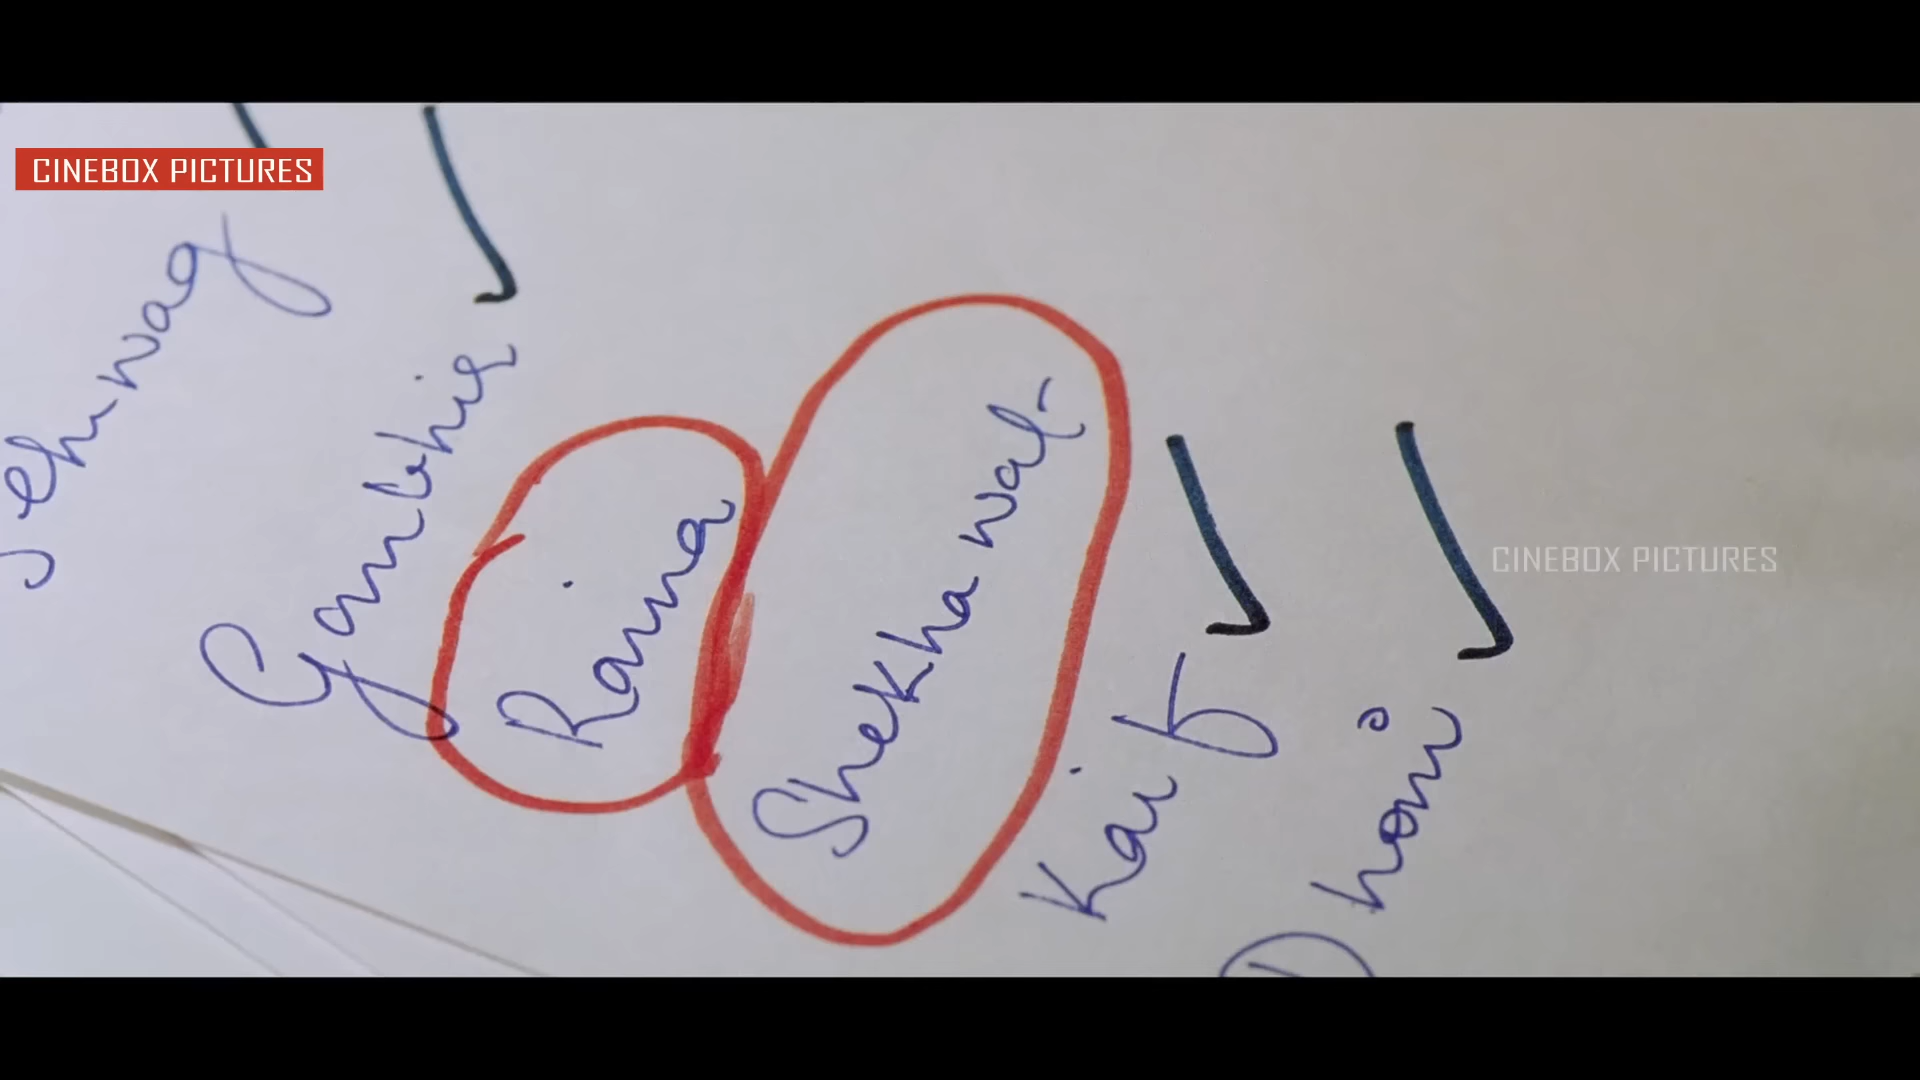 CINEBOX PICTURES
Sehwag
Gambhir
Raina
Shekhawat
Kaif
Dhoni
CINEBOX PICTURES